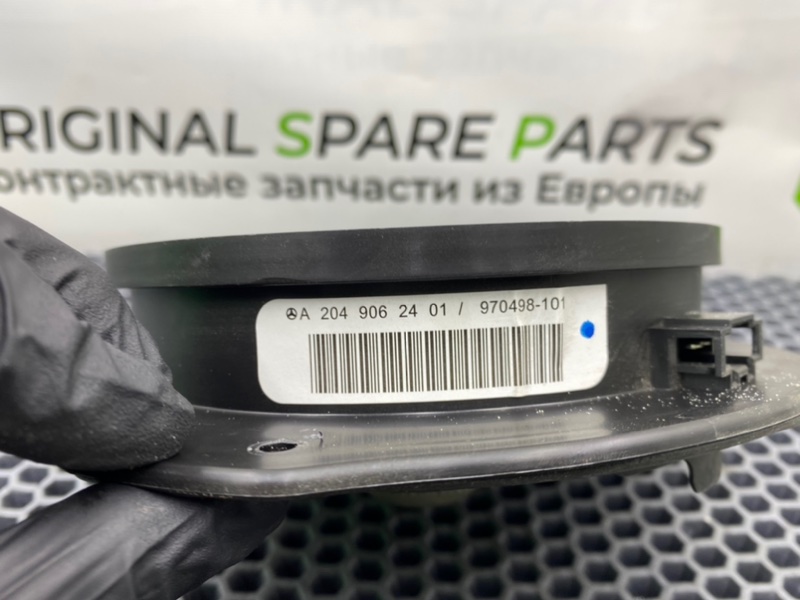 RIGINAL SPARE PARTS
онтрактные запчасти из Европы
A 204 906 24 01 / 970498-101